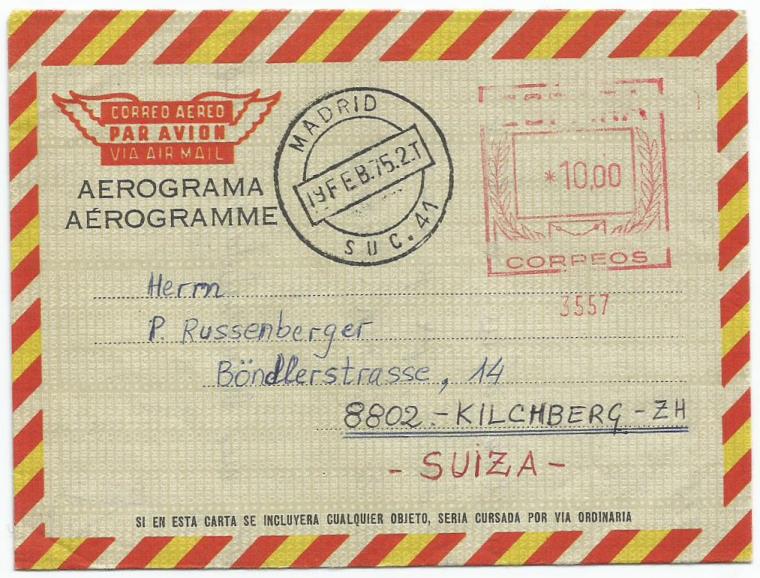 CORREO AEREO
PAR AVION
VIA AIR MAIL
AEROGRAMA
AÉROGRAMME
MADRID
19 FEB.75.2.T
SUC.41
ESPAÑA
*10,00
CORREOS
3557
Herrn
P. Russenberger
Böndlerstrasse, 14
8802.-KILCHBERG-ZH
- SUIZA -
SI EN ESTA CARTA SE INCLUYERA CUALQUIER OBJETO, SERIA CURSADA POR VIA ORDINARIA